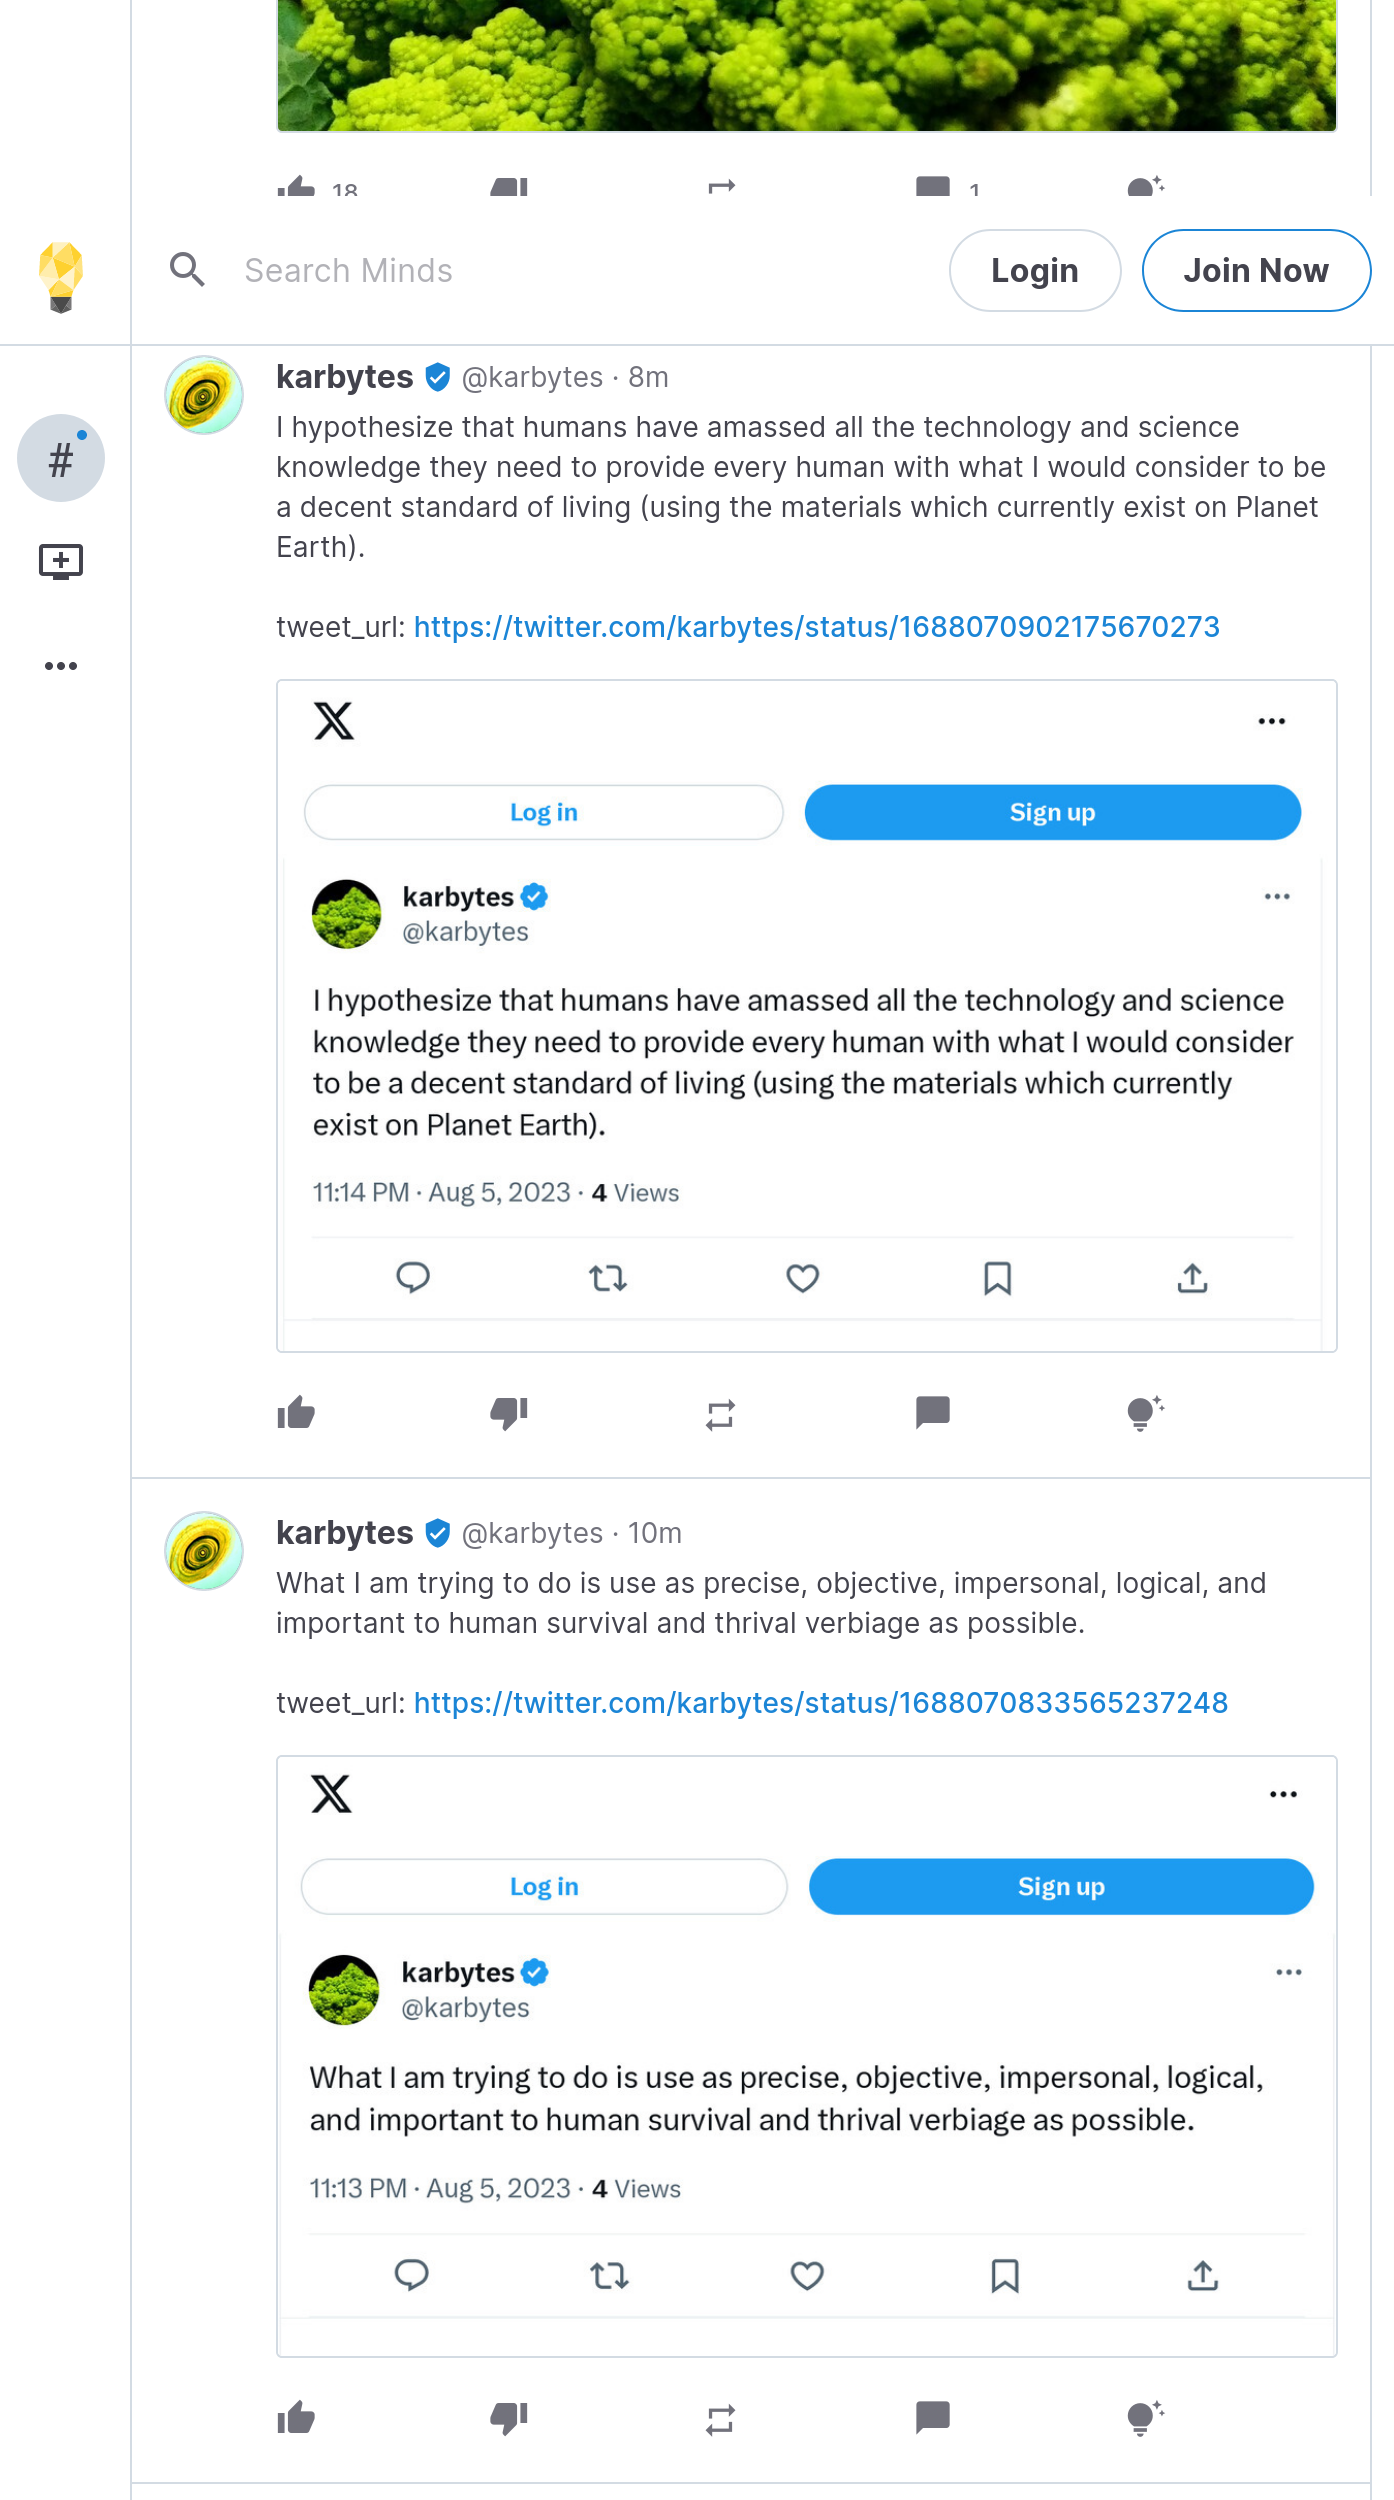 18
1
Search Minds
Login
Join Now
karbytes @karbytes · 8m
#
I hypothesize that humans have amassed all the technology and science
knowledge they need to provide every human with what I would consider to be
a decent standard of living (using the materials which currently exist on Planet
Earth).
tweet_url: https://twitter.com/karbytes/status/1688070902175670273
X
Log in
Sign up
karbytes
@karbytes
I hypothesize that humans have amassed all the technology and science
knowledge they need to provide every human with what I would consider
to be a decent standard of living (using the materials which currently
exist on Planet Earth).
11:14 PM · Aug 5, 2023 · 4 Views
karbytes @karbytes · 10m
What I am trying to do is use as precise, objective, impersonal, logical, and
important to human survival and thrival verbiage as possible.
tweet_url: https://twitter.com/karbytes/status/1688070833565237248
X
Log in
Sign up
karbytes
@karbytes
What I am trying to do is use as precise, objective, impersonal, logical,
and important to human survival and thrival verbiage as possible.
11:13 PM · Aug 5, 2023 · 4 Views